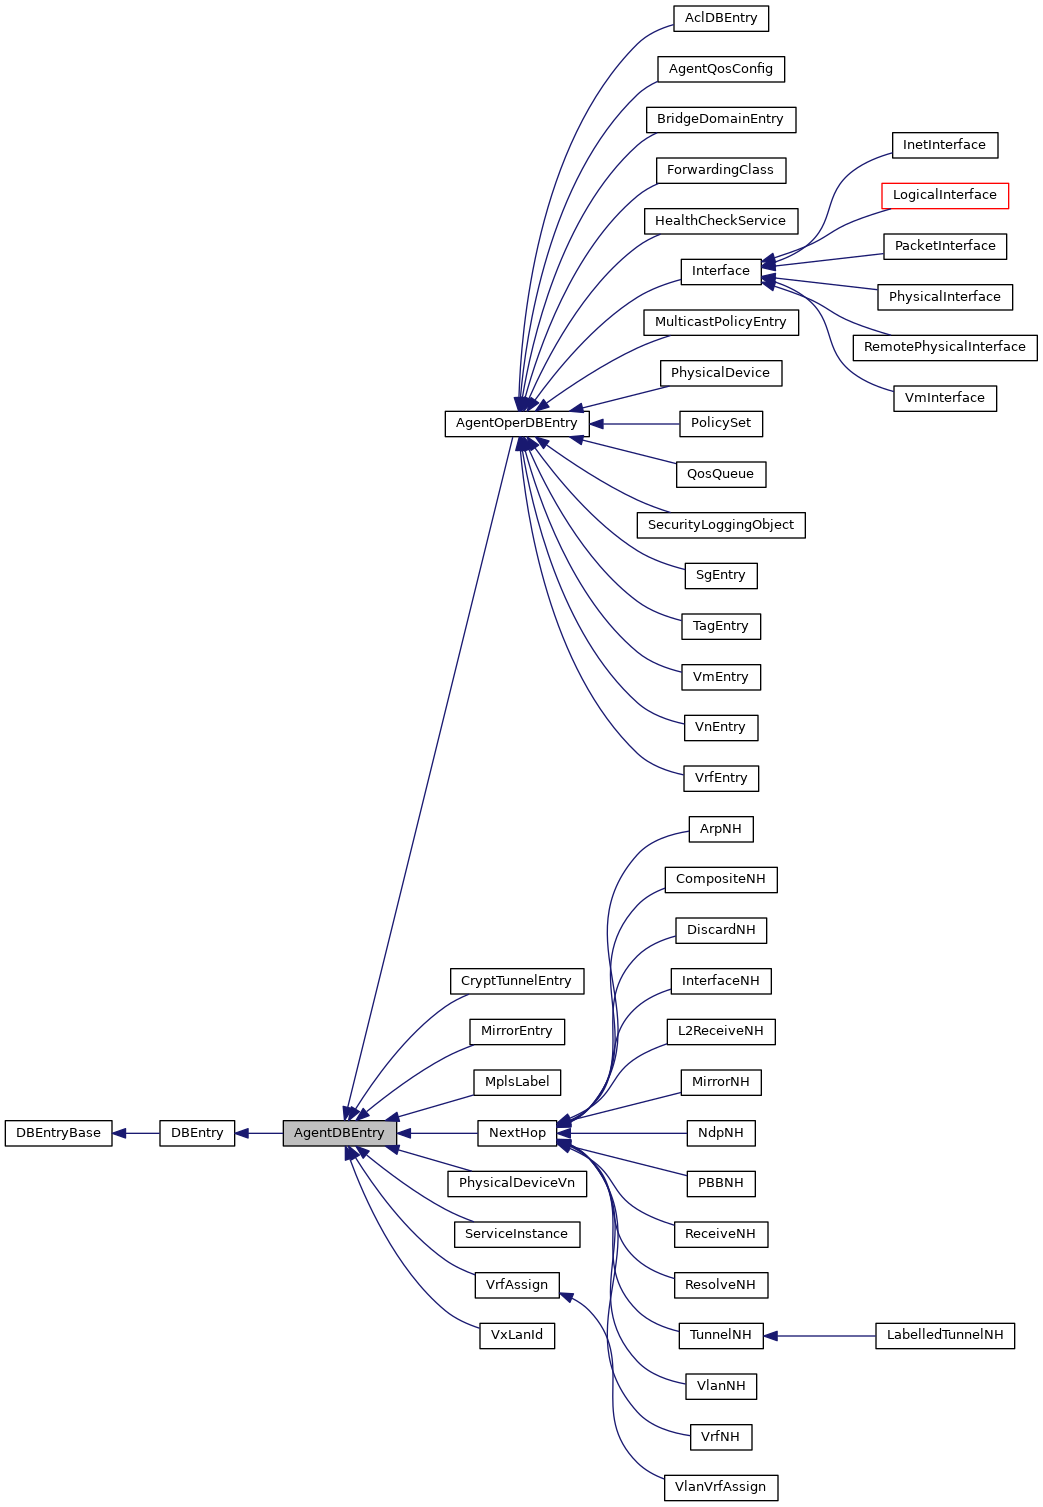 AclDBEntry
AgentQosConfig
BridgeDomainEntry
InetInterface
ForwardingClass
LogicalInterface
HealthCheckService
PacketInterface
Interface
PhysicalInterface
MulticastPolicyEntry
RemotePhysicalInterface
PhysicalDevice
VmInterface
AgentOperDBEntry
PolicySet
QosQueue
SecurityLoggingObject
SgEntry
TagEntry
VmEntry
VnEntry
VrfEntry
ArpNH
CompositeNH
DiscardNH
CryptTunnelEntry
InterfaceNH
MirrorEntry
L2ReceiveNH
MplsLabel
MirrorNH
DBEntryBase
DBEntry
AgentDBEntry
NextHop
NdpNH
PhysicalDeviceVn
PBBNH
ServiceInstance
ReceiveNH
VrfAssign
ResolveNH
VxLanId
TunnelNH
LabelledTunnelNH
VlanNH
VrfNH
VlanVrfAssign